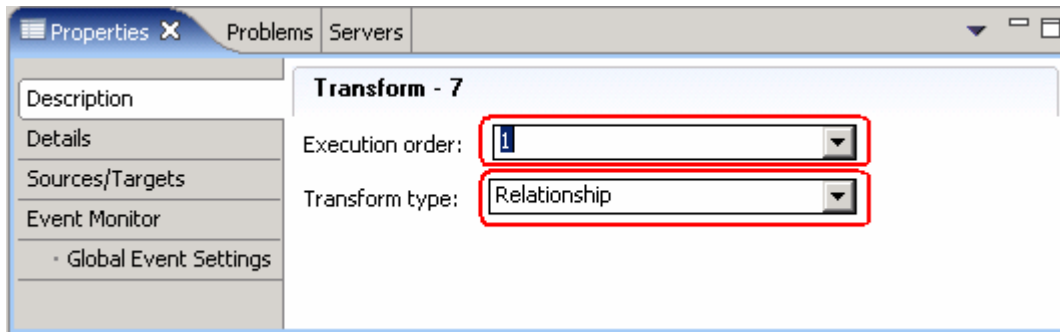 Properties Problems Servers
Description
Details
Sources/Targets
Event Monitor
· Global Event Settings
Transform - 7
Execution order: 1
Transform type: Relationship